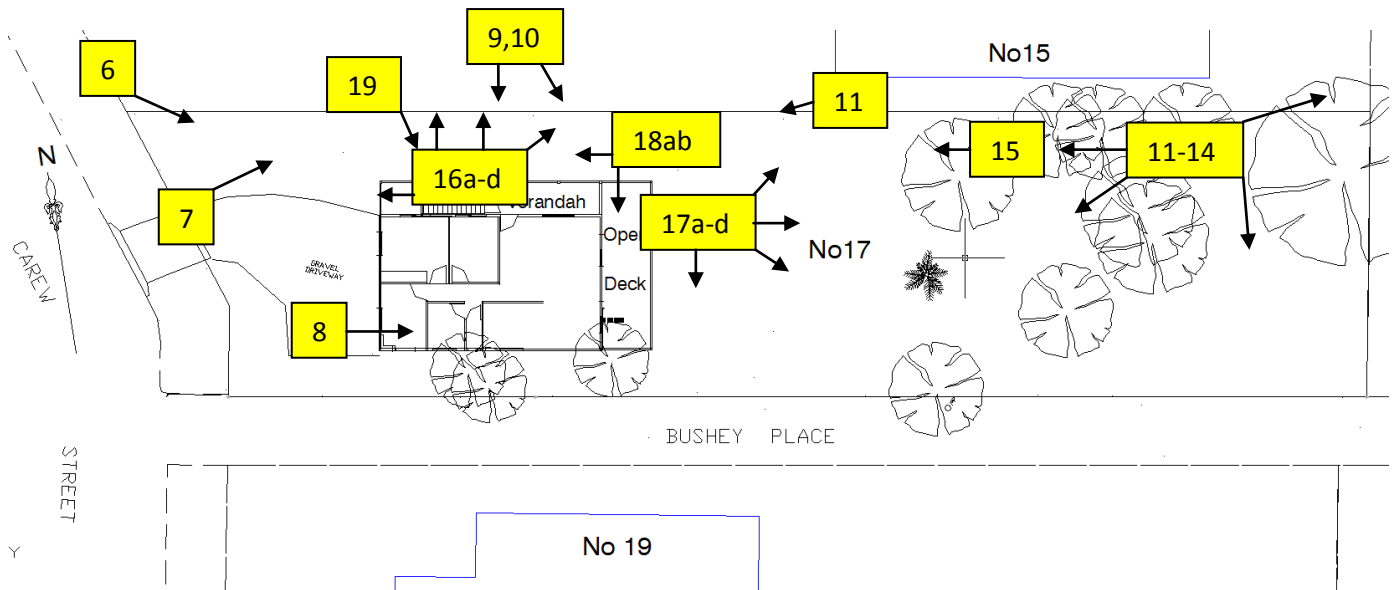 9,10
No15
6
19
11
18ab
15
11-14
N
16a-d
Verandah
7
17a-d
Open
No17
CAREW
GRAVEL
DRIVEWAY
Deck
8
BUSHEY PLACE
STREET
No 19
Y